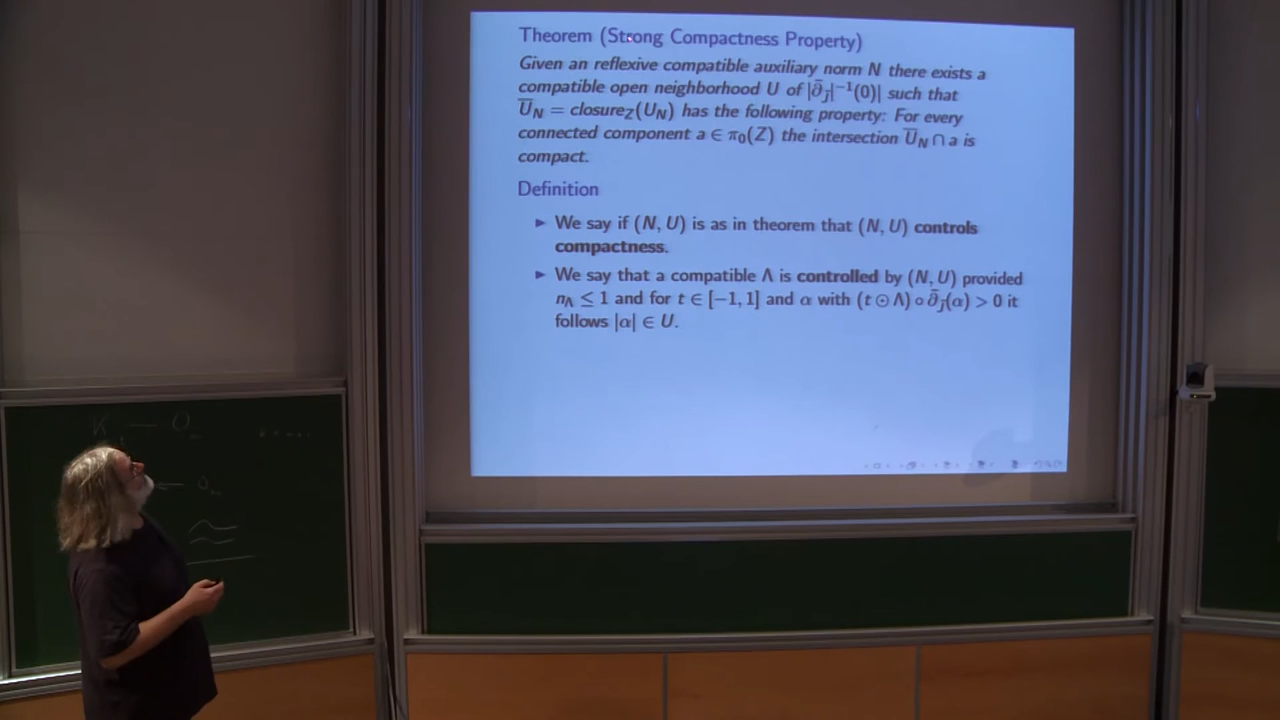 Theorem (Strong Compactness Property)
Given an reflexive compatible auxiliary norm N there exists a
compatible open neighborhood U of |∂̄_J̃|⁻¹(0)| such that
U̅_N = closure_Z(U_N) has the following property: For every
connected component a ∈ π₀(Z) the intersection U̅_N ∩ a is
compact.
Definition
► We say if (N, U) is as in theorem that (N, U) controls
compactness.
► We say that a compatible Λ is controlled by (N, U) provided
n_Λ ≤ 1 and for t ∈ [−1, 1] and α with (t ⊙ Λ) ∘ ∂̄_J̃(α) > 0 it
follows |α| ∈ U.